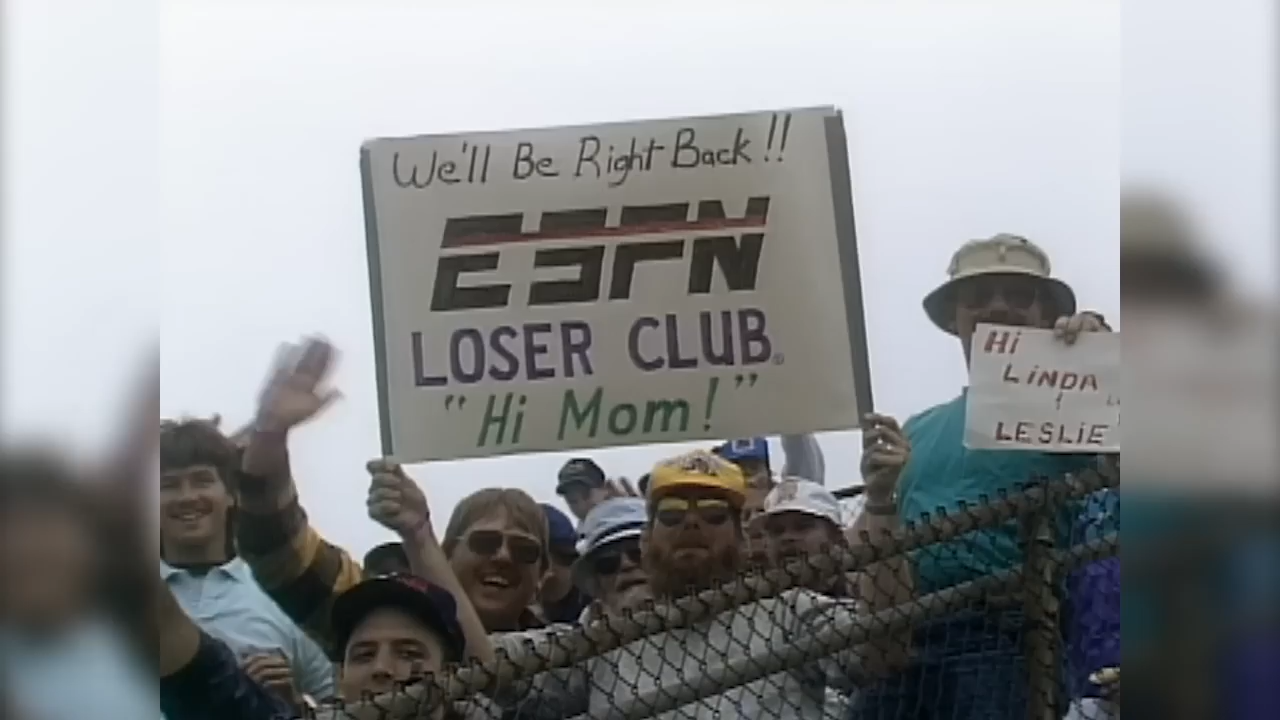 We'll Be Right Back!!
ESPN
LOSER CLUB®
"Hi Mom!"
Hi
LINDA
&
LESLIE